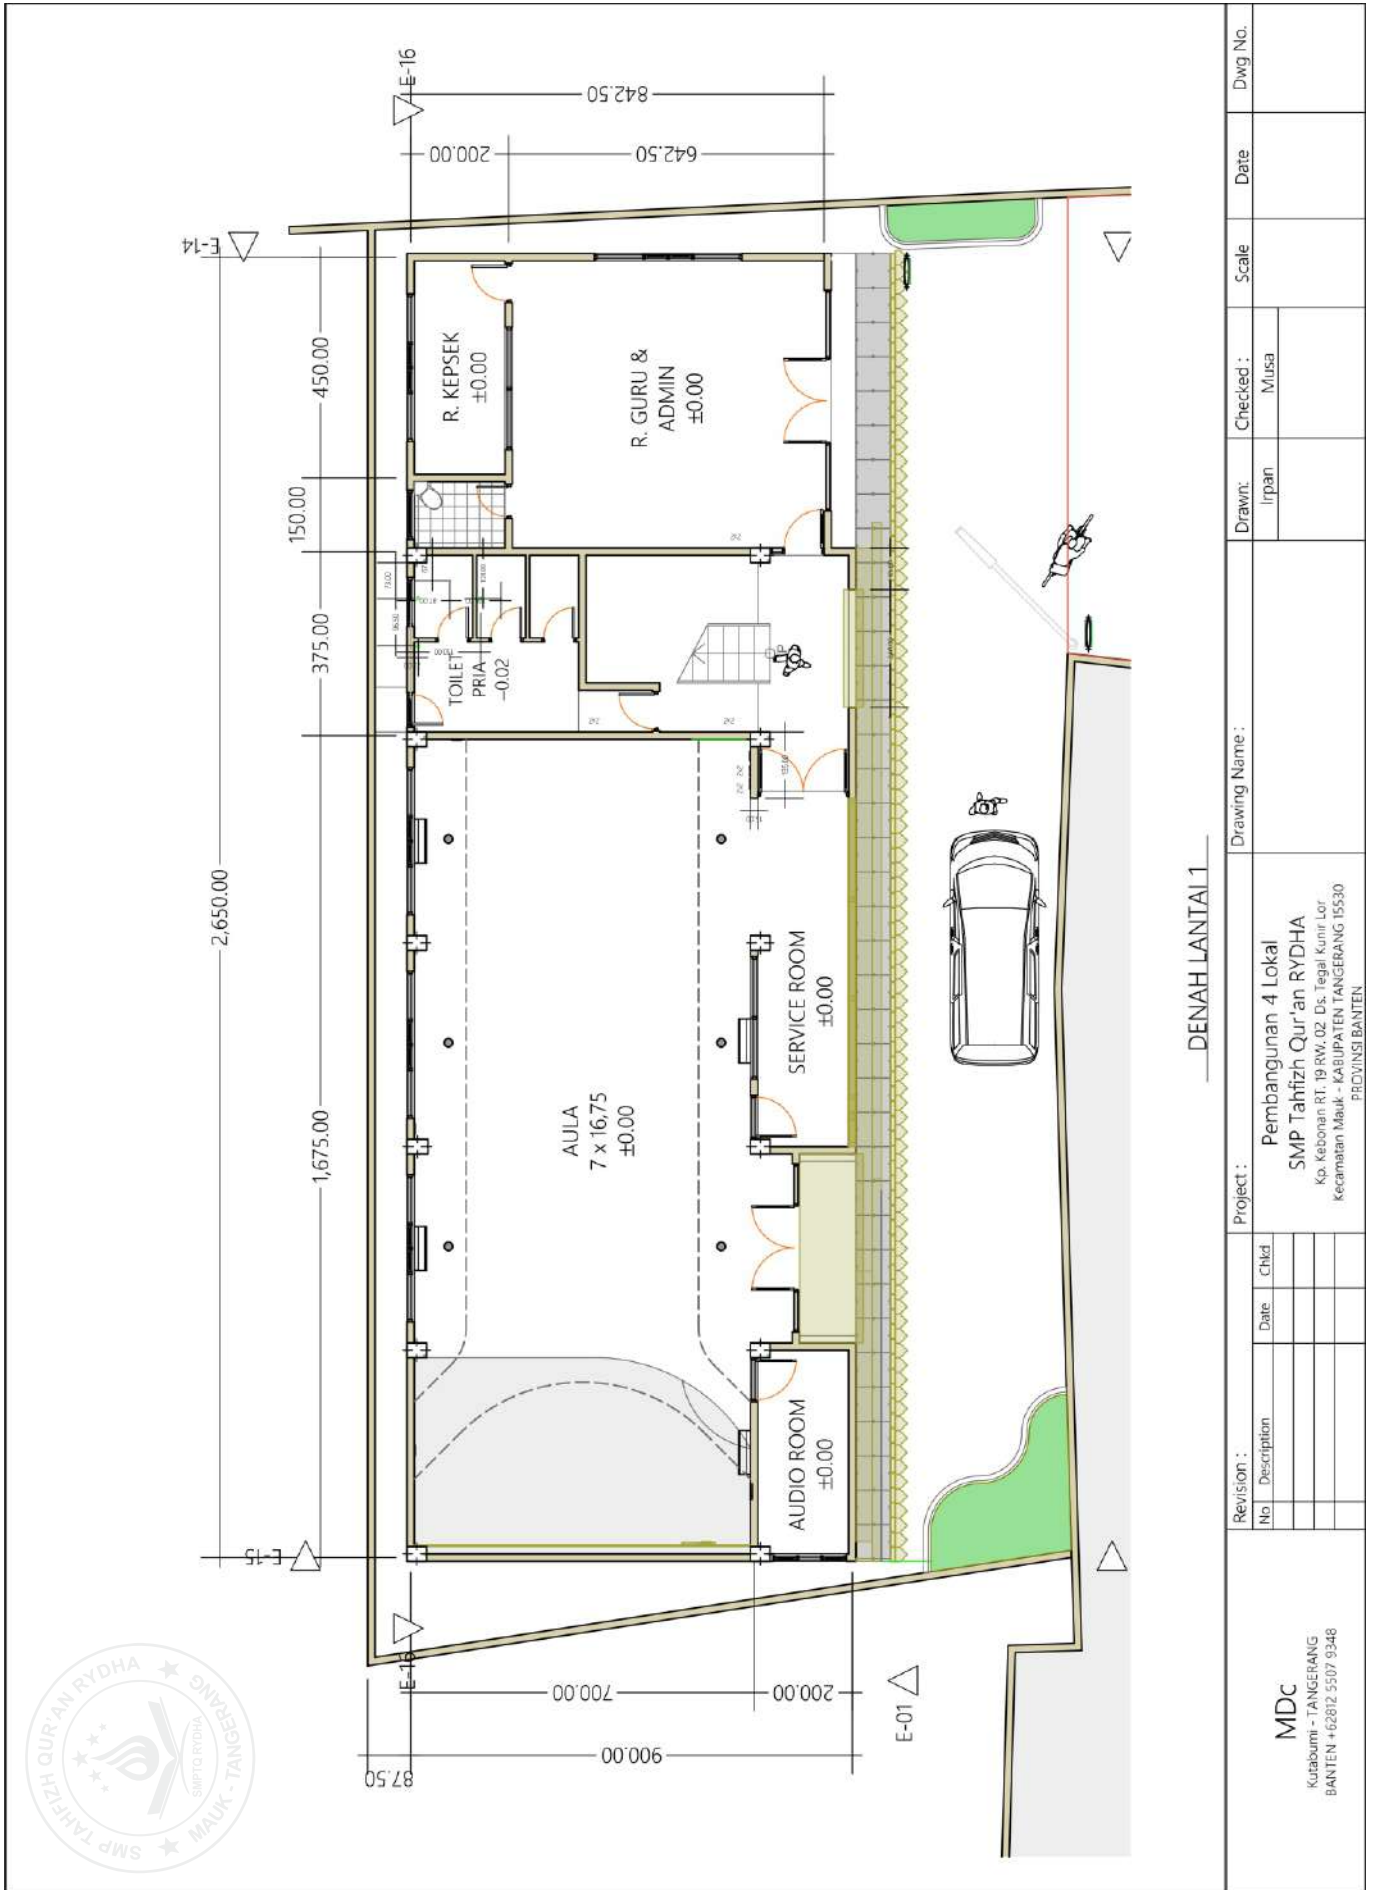 2,650.00
1,675.00
375.00
150.00
450.00
E-15
E-14
E-16
E-16
E-01
87.50
900.00
700.00
200.00
200.00
642.50
842.50
AULA
7 x 16,75
±0.00
AUDIO ROOM
±0.00
SERVICE ROOM
±0.00
TOILET
PRIA
-0.02
R. KEPSEK
±0.00
R. GURU &
ADMIN
±0.00
73.00
DENAH LANTAI 1
MDc
Kutabumi - TANGERANG
BANTEN +62812 5507 9348
Revision :
No Description Date Chkd
Project :
Pembangunan 4 Lokal
SMP Tahfizh Qur'an RYDHA
Kp. Kebonan RT. 19 RW. 02 Ds. Tegal Kunir Lor
Kecamatan Mauk - KABUPATEN TANGERANG 15530
PROVINSI BANTEN
Drawing Name :
Drawn:
Irpan
Checked :
Musa
Scale
Date
Dwg No.
SMP TAHFIZH QUR'AN RYDHA
MAUK - TANGERANG
SMPTQ RYDHA